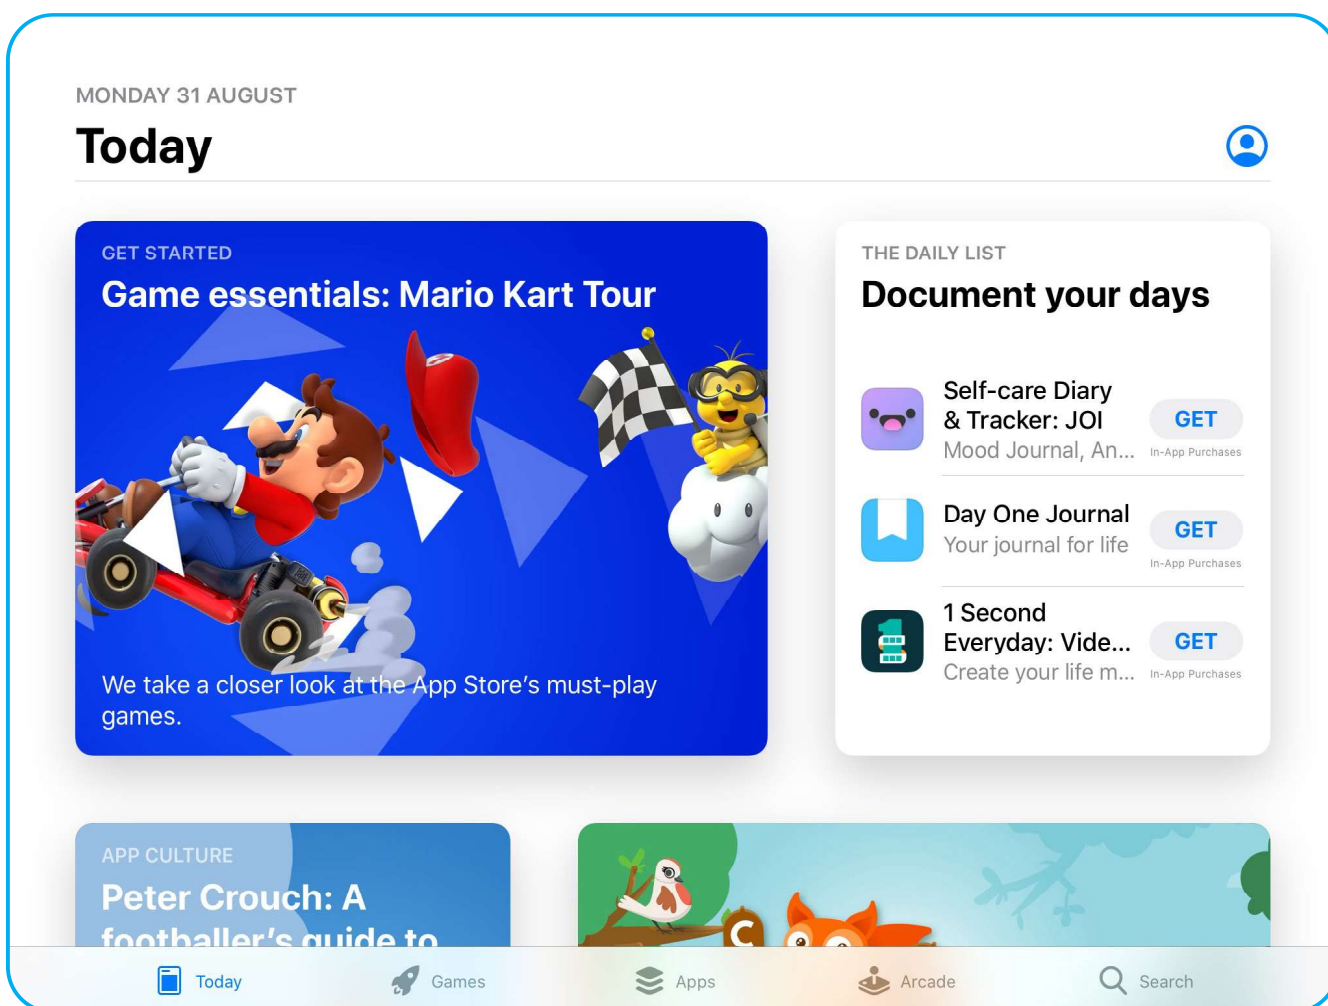 MONDAY 31 AUGUST
Today
GET STARTED
Game essentials: Mario Kart Tour
We take a closer look at the App Store’s must-play
games.
THE DAILY LIST
Document your days
Self-care Diary
& Tracker: JOI
Mood Journal, An...
GET
In-App Purchases
Day One Journal
Your journal for life
GET
In-App Purchases
1 Second
Everyday: Vide...
Create your life m...
GET
In-App Purchases
APP CULTURE
Peter Crouch: A
footballer’s guide to
C
Today
Games
Apps
Arcade
Search